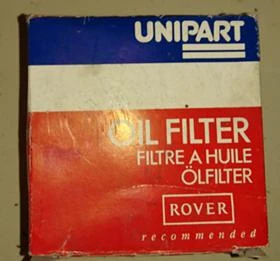 UNIPART
OIL FILTER
FILTRE A HUILE
ÖLFILTER
ROVER
recommended